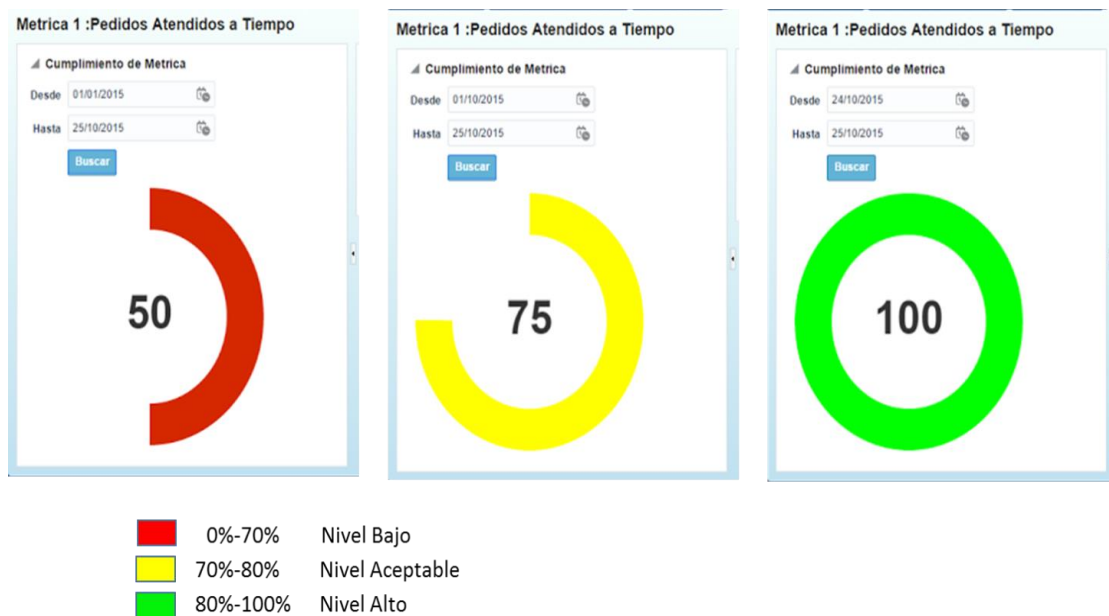 Metrica 1 :Pedidos Atendidos a Tiempo
Cumplimiento de Metrica
Desde 01/01/2015
Hasta 25/10/2015
Buscar
50
Metrica 1 :Pedidos Atendidos a Tiempo
Cumplimiento de Metrica
Desde 01/10/2015
Hasta 25/10/2015
Buscar
75
Metrica 1 :Pedidos Atendidos a Tiempo
Cumplimiento de Metrica
Desde 24/10/2015
Hasta 25/10/2015
Buscar
100
0%-70% Nivel Bajo
70%-80% Nivel Aceptable
80%-100% Nivel Alto